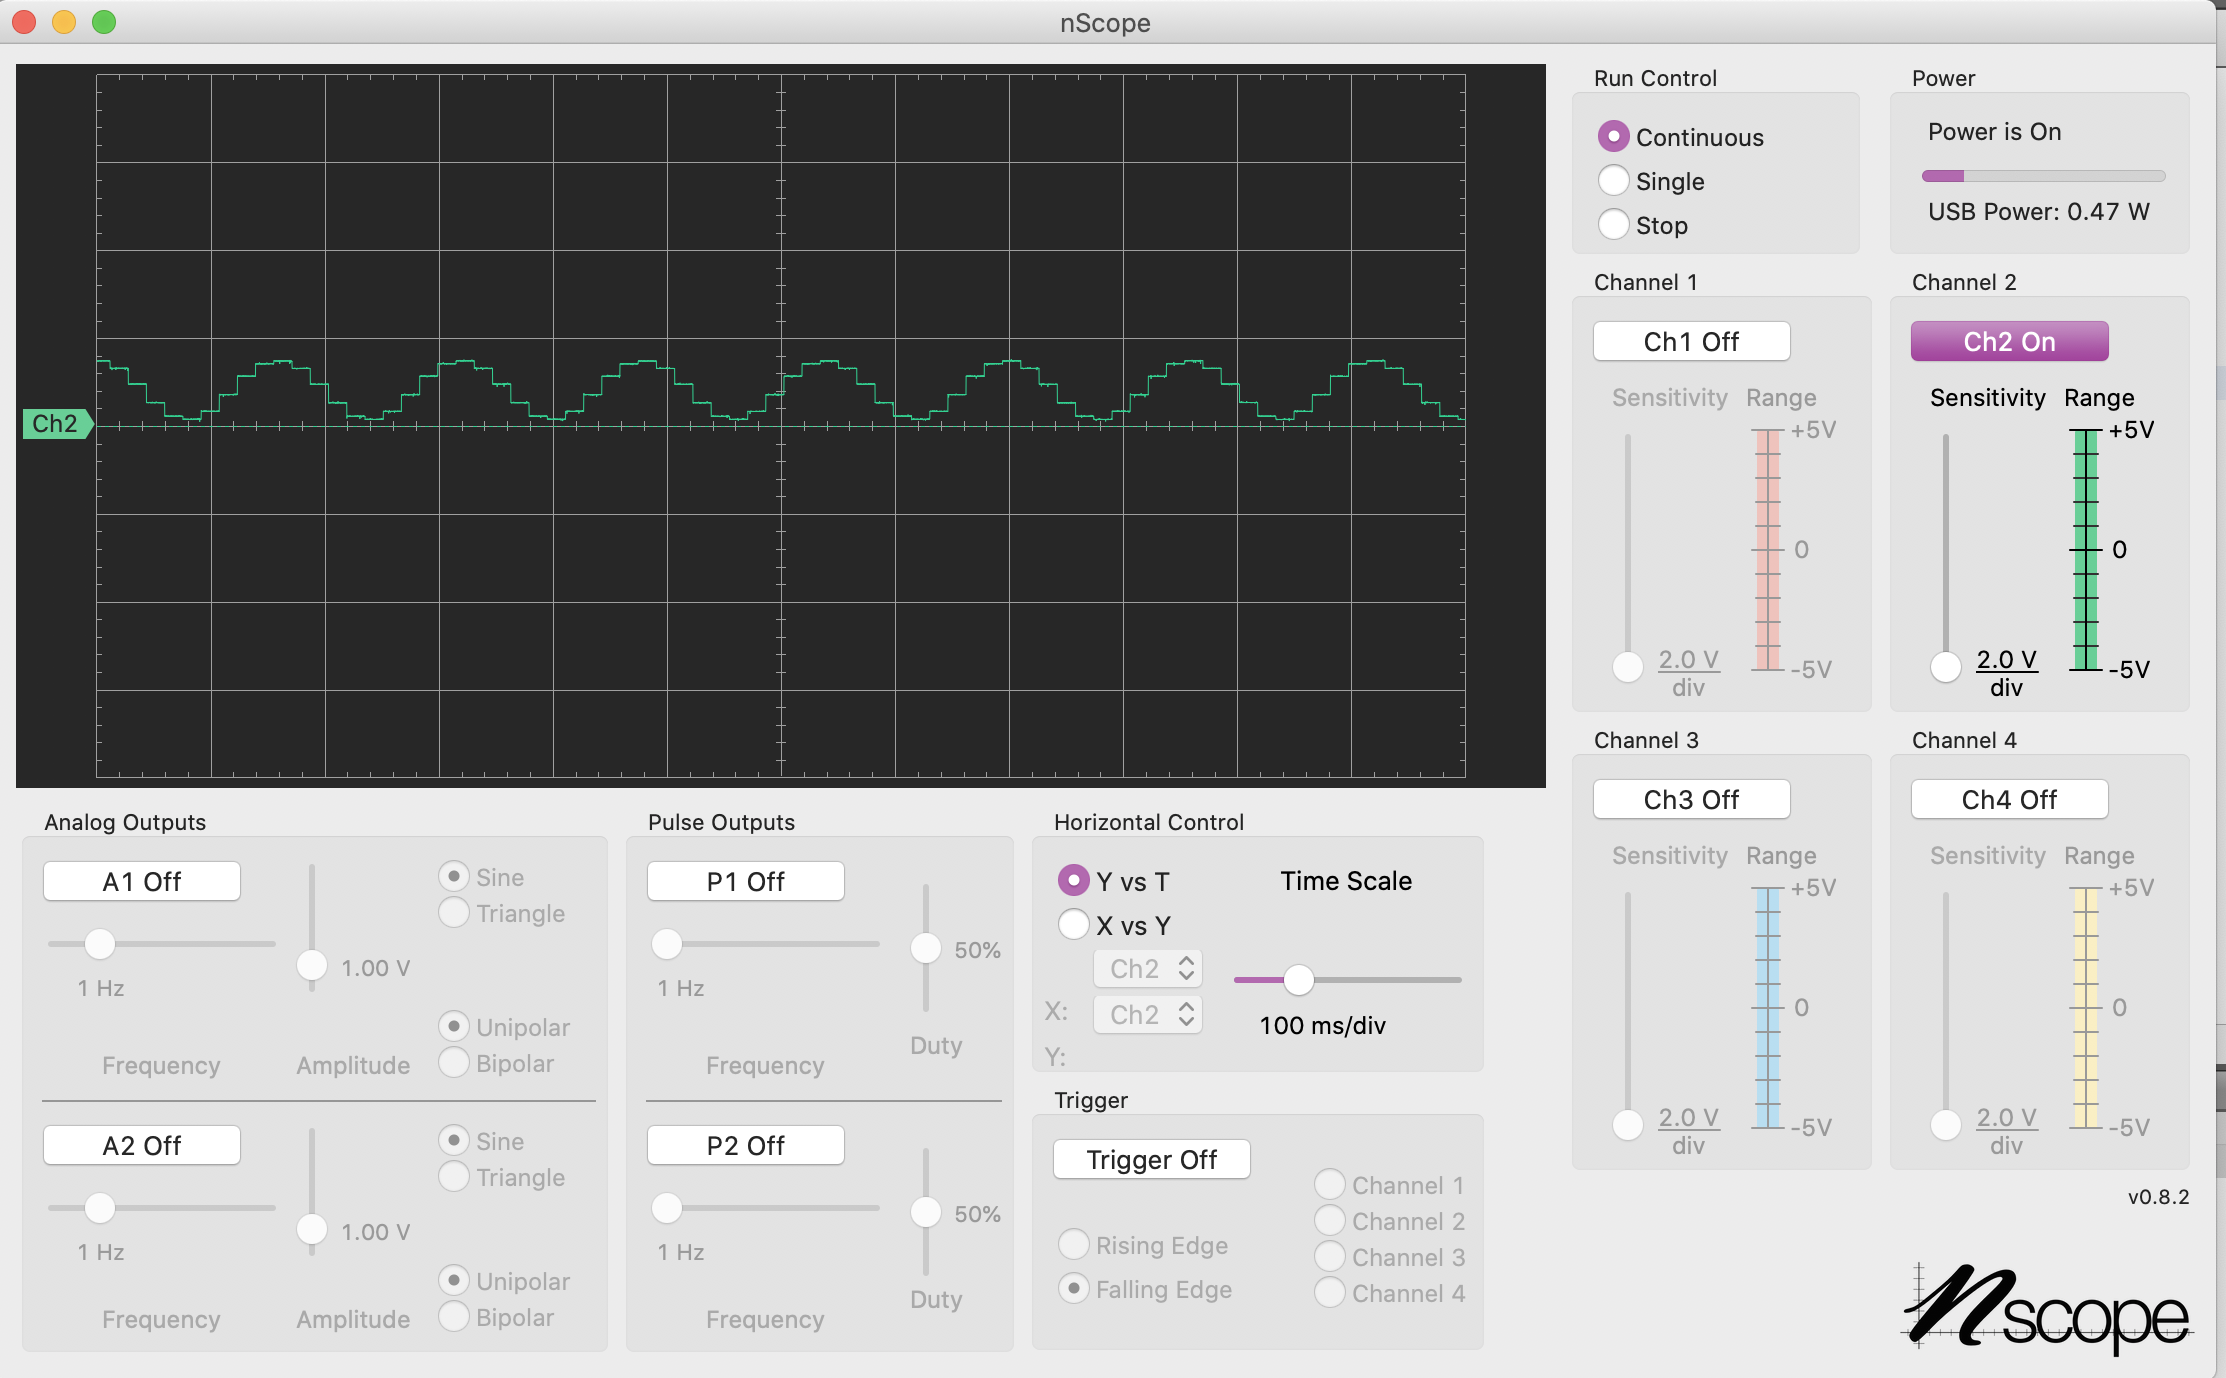 nScope
Ch2
Run Control
Continuous
Single
Stop
Power
Power is On
USB Power: 0.47 W
Channel 1
Ch1 Off
Sensitivity Range
+5V
0
-5V
2.0 V
div
Channel 2
Ch2 On
Sensitivity Range
+5V
0
-5V
2.0 V
div
Channel 3
Ch3 Off
Sensitivity Range
+5V
0
-5V
2.0 V
div
Channel 4
Ch4 Off
Sensitivity Range
+5V
0
-5V
2.0 V
div
Analog Outputs
A1 Off
1 Hz
Frequency
1.00 V
Amplitude
Sine
Triangle
Unipolar
Bipolar
A2 Off
1 Hz
Frequency
1.00 V
Amplitude
Sine
Triangle
Unipolar
Bipolar
Pulse Outputs
P1 Off
1 Hz
Frequency
50%
Duty
P2 Off
1 Hz
Frequency
50%
Duty
Horizontal Control
Y vs T
X vs Y
Ch2
X:
Ch2
Y:
Time Scale
100 ms/div
Trigger
Trigger Off
Rising Edge
Falling Edge
Channel 1
Channel 2
Channel 3
Channel 4
v0.8.2
nscope